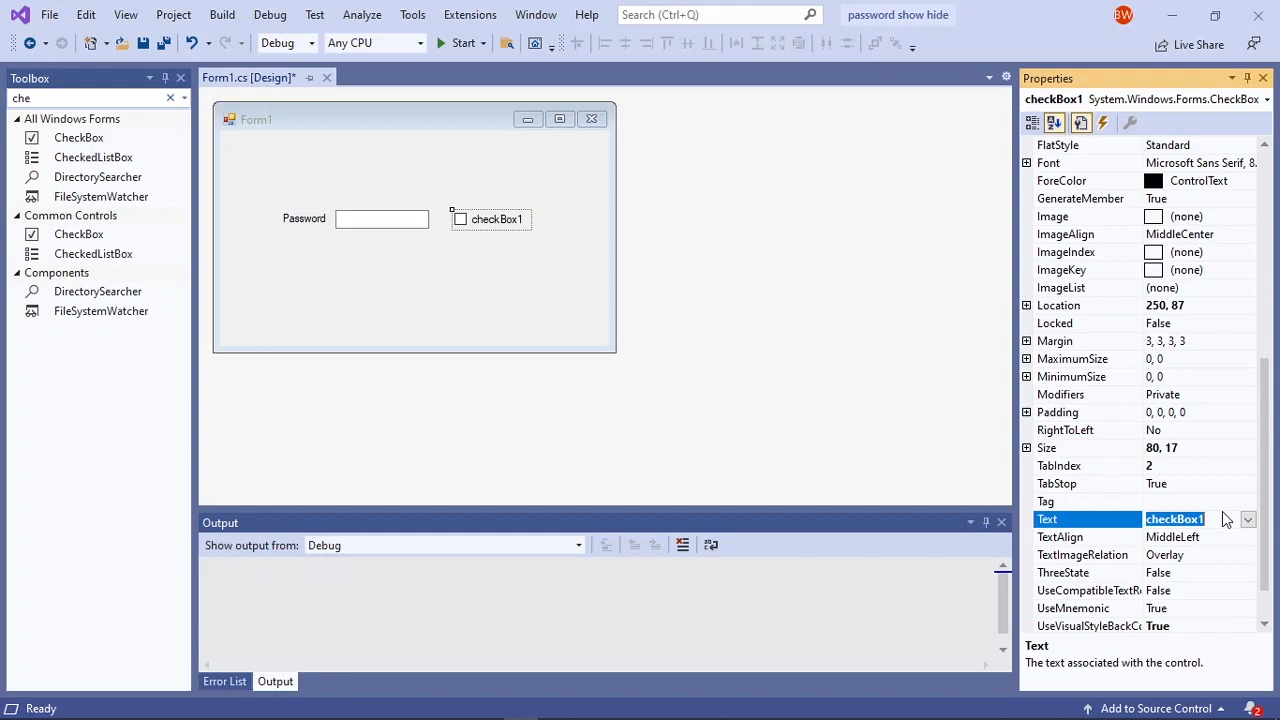 File Edit View Project Build Debug Test Analyze Tools Extensions Window Help Search (Ctrl+Q) password show hide BW
Debug Any CPU Start Live Share
Toolbox
che
All Windows Forms
CheckBox
CheckedListBox
DirectorySearcher
FileSystemWatcher
Common Controls
CheckBox
CheckedListBox
Components
DirectorySearcher
FileSystemWatcher
Form1.cs [Design]*
Form1
Password checkBox1
Output
Show output from: Debug
Error List Output
Properties
checkBox1 System.Windows.Forms.CheckBox
FlatStyle Standard
Font Microsoft Sans Serif, 8.
ForeColor ControlText
GenerateMember True
Image (none)
ImageAlign MiddleCenter
ImageIndex (none)
ImageKey (none)
ImageList (none)
Location 250, 87
Locked False
Margin 3, 3, 3, 3
MaximumSize 0, 0
MinimumSize 0, 0
Modifiers Private
Padding 0, 0, 0, 0
RightToLeft No
Size 80, 17
TabIndex 2
TabStop True
Tag
Text checkBox1
TextAlign MiddleLeft
TextImageRelation Overlay
ThreeState False
UseCompatibleTextRe False
UseMnemonic True
UseVisualStyleBackCo True
Text
The text associated with the control.
Ready Add to Source Control 2